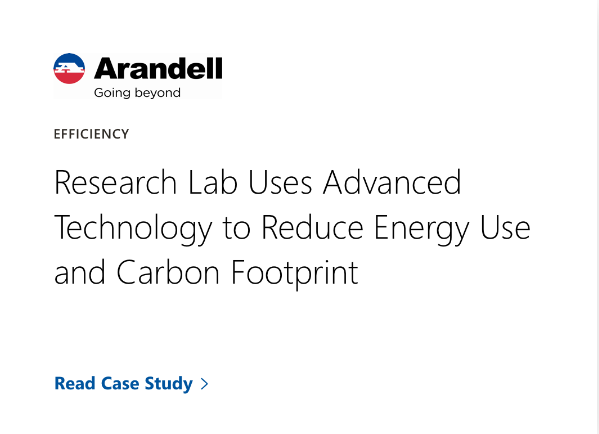 Arandell
Going beyond
EFFICIENCY
Research Lab Uses Advanced
Technology to Reduce Energy Use
and Carbon Footprint
Read Case Study